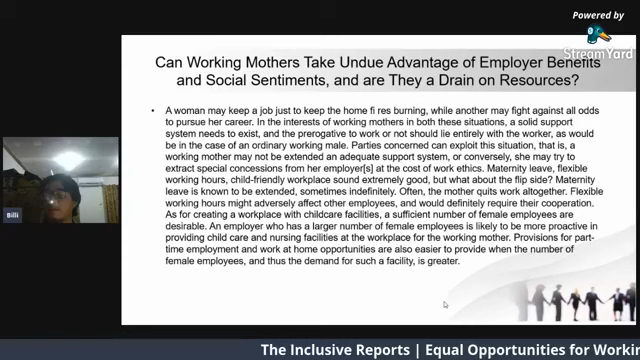 Powered by
StreamYard
Can Working Mothers Take Undue Advantage of Employer Benefits
and Social Sentiments, and are They a Drain on Resources?
• A woman may keep a job just to keep the home fi res burning, while another may fight against all odds
to pursue her career. In the interests of working mothers in both these situations, a solid support
system needs to exist, and the prerogative to work or not should lie entirely with the worker, as would
be in the case of an ordinary working male. Parties concerned can exploit this situation, that is, a
working mother may not be extended an adequate support system, or conversely, she may try to
extract special concessions from her employer[s] at the cost of work ethics. Maternity leave, flexible
working hours, child-friendly workplace sound extremely good, but what about the flip side? Maternity
leave is known to be extended, sometimes indefinitely. Often, the mother quits work altogether. Flexible
working hours might adversely affect other employees, and would definitely require their cooperation.
As for creating a workplace with childcare facilities, a sufficient number of female employees are
desirable. An employer who has a larger number of female employees is likely to be more proactive in
providing child care and nursing facilities at the workplace for the working mother. Provisions for part-
time employment and work at home opportunities are also easier to provide when the number of
female employees, and thus the demand for such a facility, is greater.
Billi
The Inclusive Reports | Equal Opportunities for Workin